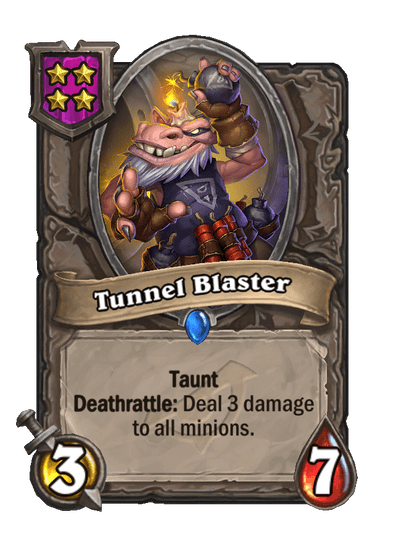 Tunnel Blaster
Taunt
Deathrattle: Deal 3 damage
to all minions.
3
7